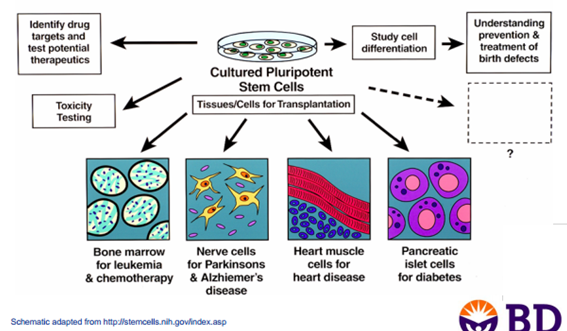 Identify drug
targets and
test potential
therapeutics
Study cell
differentiation
Understanding
prevention &
treatment of
birth defects
Cultured Pluripotent
Stem Cells
Toxicity
Testing
Tissues/Cells for Transplantation
?
Bone marrow
for leukemia
& chemotherapy
Nerve cells
for Parkinsons
& Alzhiemer's
disease
Heart muscle
cells for
heart disease
Pancreatic
islet cells
for diabetes
Schematic adapted from http://stemcells.nih.gov/index.asp
BD